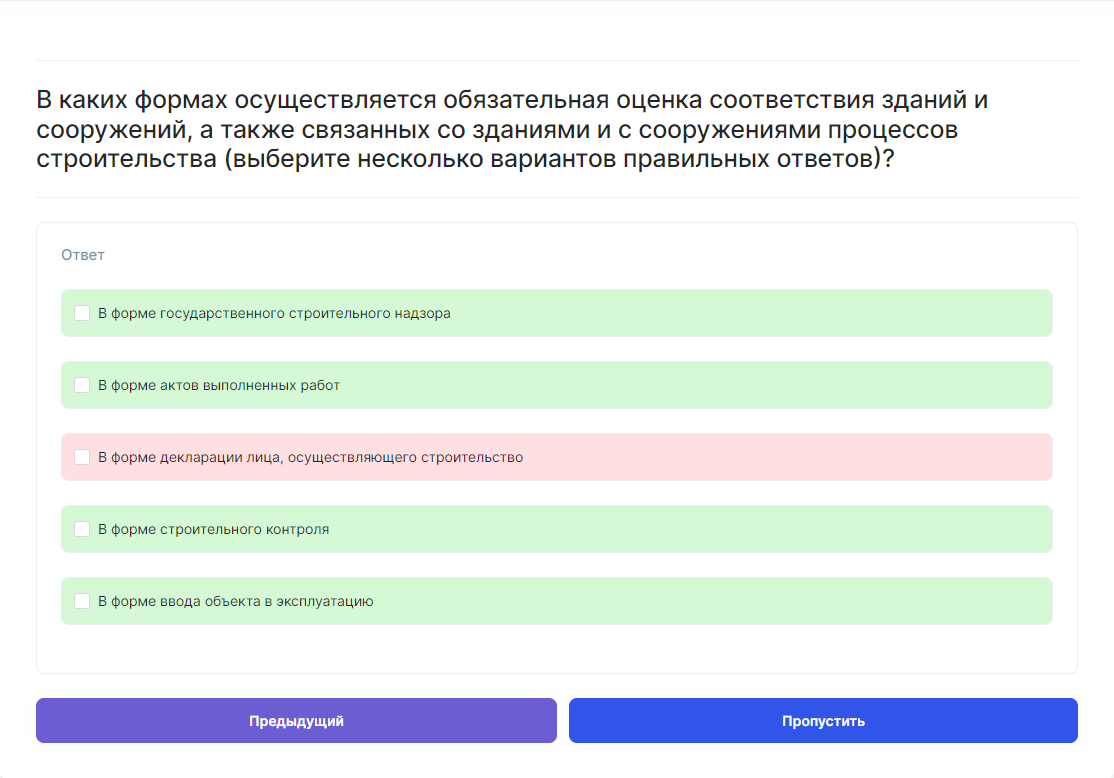 В каких формах осуществляется обязательная оценка соответствия зданий и
сооружений, а также связанных со зданиями и с сооружениями процессов
строительства (выберите несколько вариантов правильных ответов)?
Ответ
В форме государственного строительного надзора
В форме актов выполненных работ
В форме декларации лица, осуществляющего строительство
В форме строительного контроля
В форме ввода объекта в эксплуатацию
Предыдущий
Пропустить